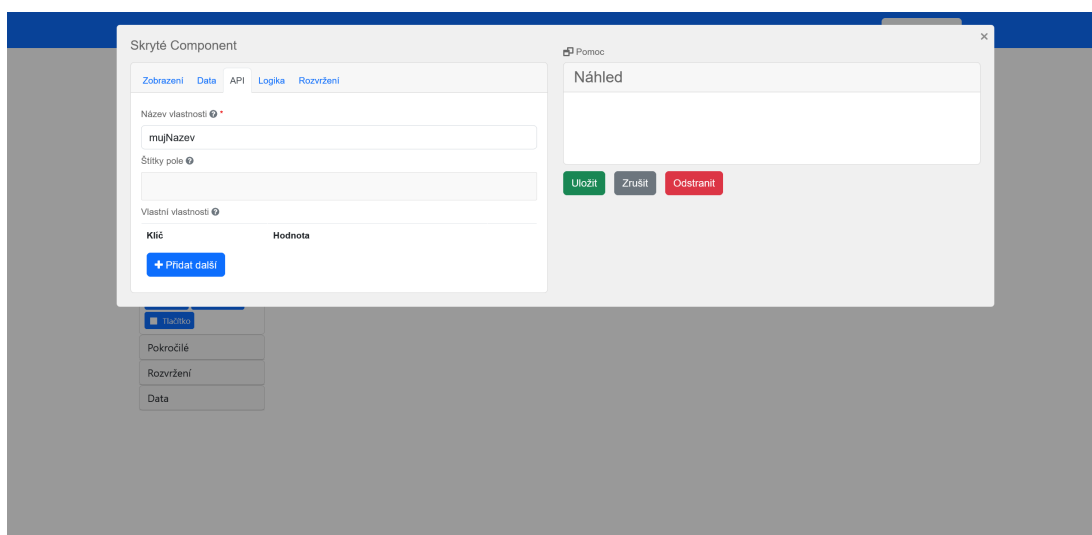 Skryté Component
Zobrazení Data API Logika Rozvržení
Název vlastnosti *
mujNazev
Štítky pole
Vlastní vlastnosti
Klíč Hodnota
Přidat další
×
Pomoc
Náhled
Uložit Zrušit Odstranit
Tlačítko
Pokročilé
Rozvržení
Data